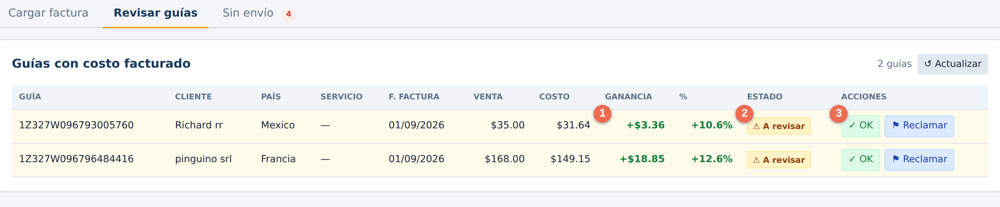 Cargar factura Revisar guías Sin envío 4
Guías con costo facturado 2 guías ↺ Actualizar
GUÍA CLIENTE PAÍS SERVICIO F. FACTURA VENTA COSTO GANANCIA % ESTADO ACCIONES
1 2 3
1Z327W096793005760 Richard rr Mexico — 01/09/2026 $35.00 $31.64 +$3.36 +10.6% ⚠ A revisar ✓ OK ⚑ Reclamar
1Z327W096796484416 pinguino srl Francia — 01/09/2026 $168.00 $149.15 +$18.85 +12.6% ⚠ A revisar ✓ OK ⚑ Reclamar